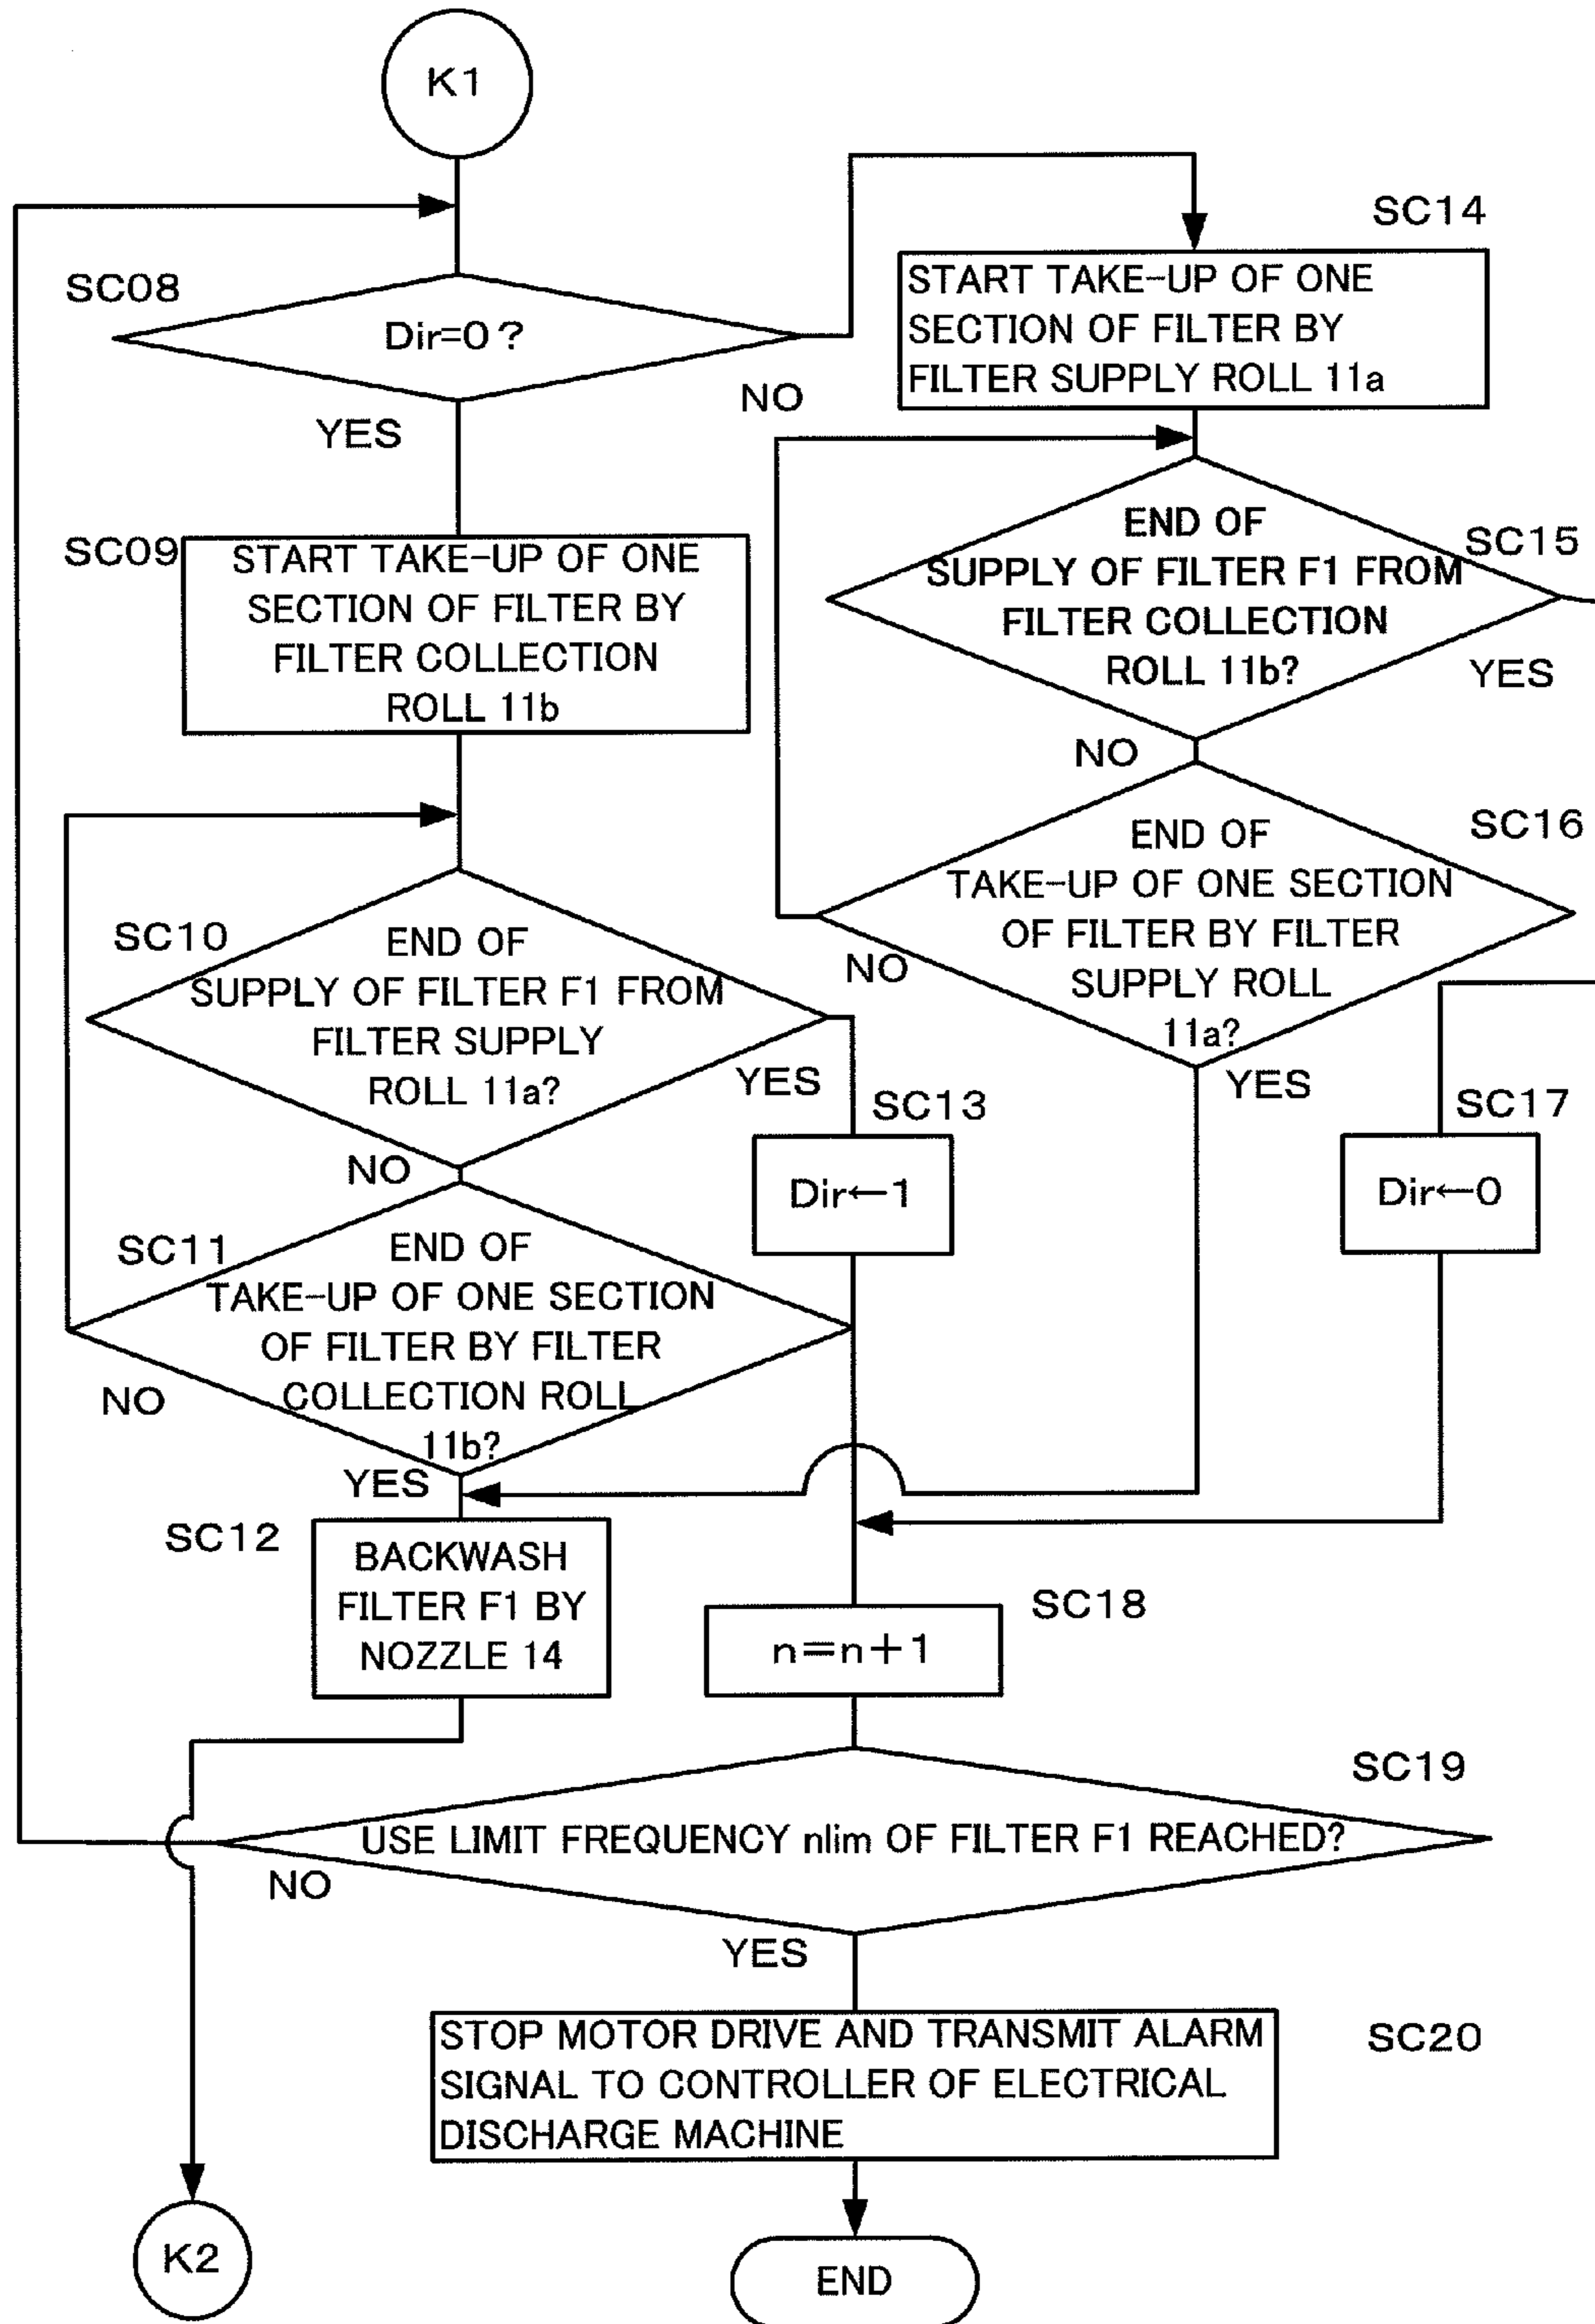 K1
SC08
Dir=0?
YES
NO
SC09
START TAKE-UP OF ONE
SECTION OF FILTER BY
FILTER COLLECTION
ROLL 11b
SC10
END OF
SUPPLY OF FILTER F1 FROM
FILTER SUPPLY
ROLL 11a?
YES
NO
SC13
Dir←1
SC11
END OF
TAKE-UP OF ONE SECTION
OF FILTER BY FILTER
COLLECTION ROLL
11b?
NO
YES
SC12
BACKWASH
FILTER F1 BY
NOZZLE 14
SC14
START TAKE-UP OF ONE
SECTION OF FILTER BY
FILTER SUPPLY ROLL 11a
SC15
END OF
SUPPLY OF FILTER F1 FROM
FILTER COLLECTION
ROLL 11b?
YES
NO
SC16
END OF
TAKE-UP OF ONE SECTION
OF FILTER BY FILTER
SUPPLY ROLL
11a?
NO
YES
SC17
Dir←0
SC18
n=n+1
SC19
USE LIMIT FREQUENCY nlim OF FILTER F1 REACHED?
NO
YES
SC20
STOP MOTOR DRIVE AND TRANSMIT ALARM
SIGNAL TO CONTROLLER OF ELECTRICAL
DISCHARGE MACHINE
K2
END